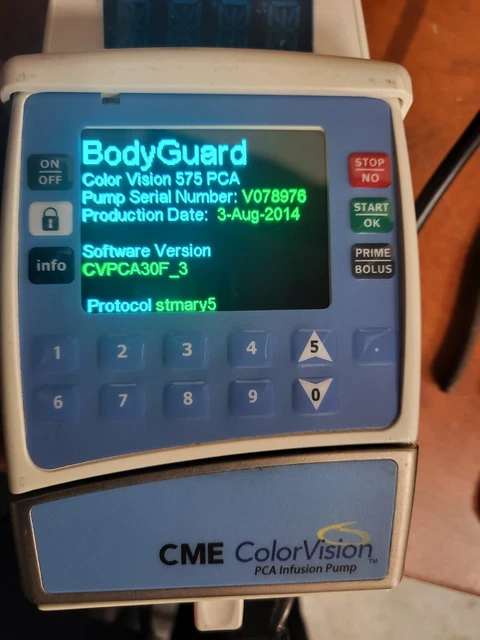 BodyGuard
Color Vision 575 PCA
Pump Serial Number: V078976
Production Date: 3-Aug-2014
Software Version
CVPCA30F_3
Protocol stmary5
ON
OFF
info
STOP
NO
START
OK
PRIME
BOLUS
1 2 3 4 5 .
6 7 8 9 0
CME ColorVision™
PCA Infusion Pump